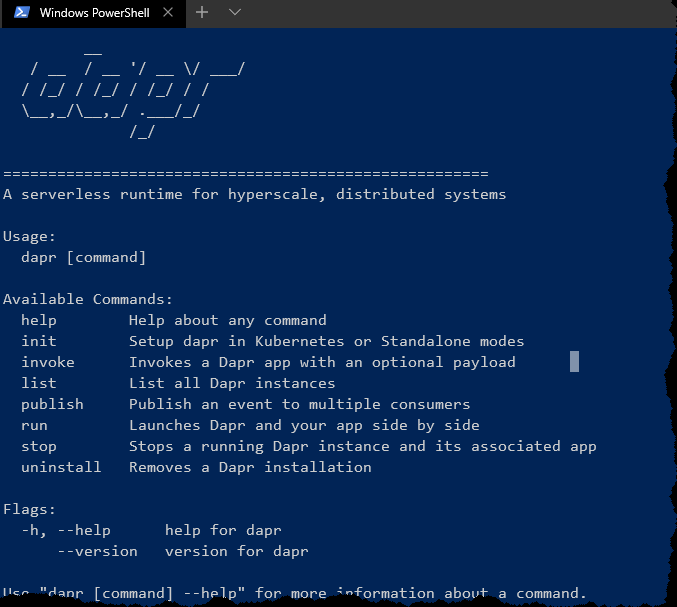 Windows PowerShell
        __
   / __  / __ '/ __ \/ ___/
  / /_/ / /_/ / /_/ / /
  \__,_/\__,_/ .___/_/
              /_/
======================================================
A serverless runtime for hyperscale, distributed systems
Usage:
  dapr [command]
Available Commands:
  help        Help about any command
  init        Setup dapr in Kubernetes or Standalone modes
  invoke      Invokes a Dapr app with an optional payload
  list        List all Dapr instances
  publish     Publish an event to multiple consumers
  run         Launches Dapr and your app side by side
  stop        Stops a running Dapr instance and its associated app
  uninstall   Removes a Dapr installation
Flags:
  -h, --help      help for dapr
      --version   version for dapr
Use "dapr [command] --help" for more information about a command.